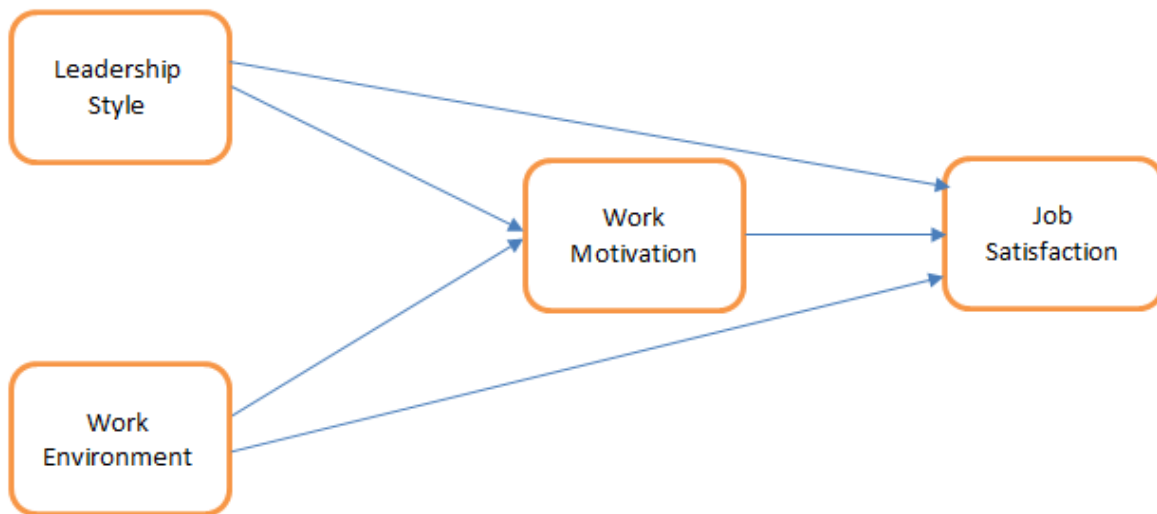 Leadership
Style
Work
Motivation
Job
Satisfaction
Work
Environment